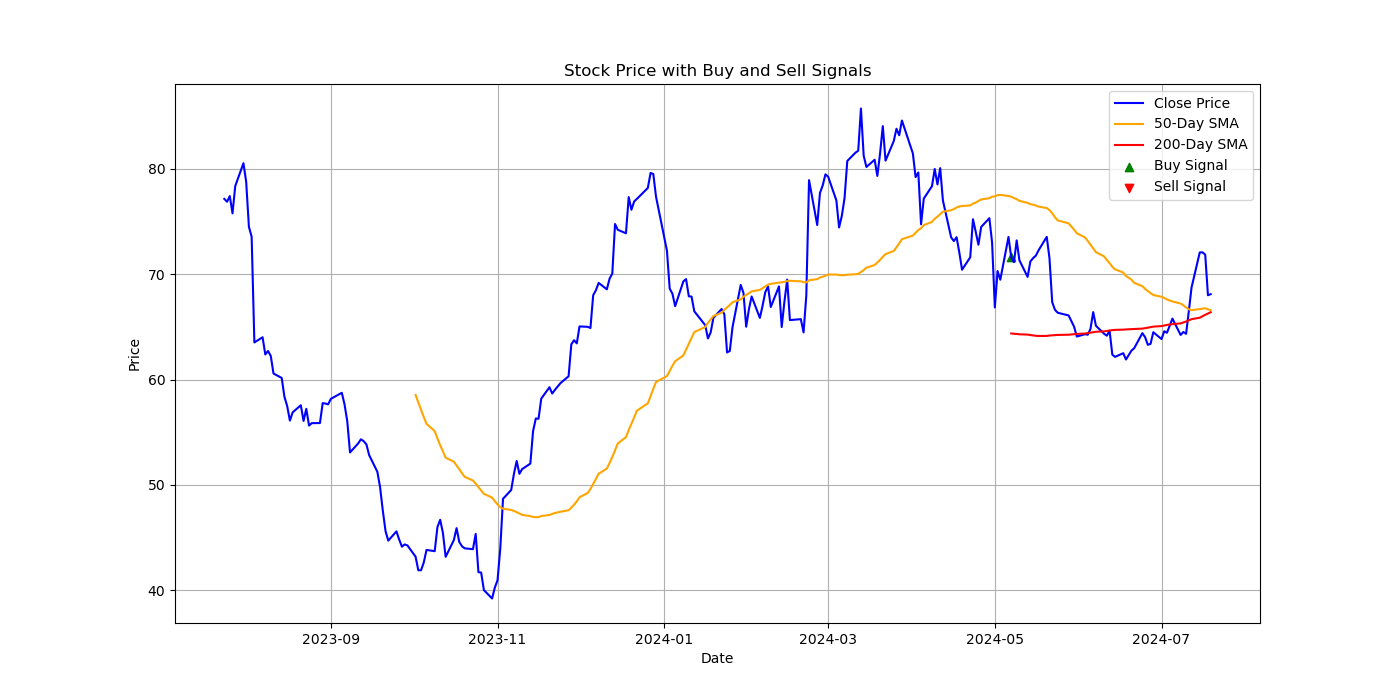 Stock Price with Buy and Sell Signals
Close Price
50-Day SMA
200-Day SMA
Buy Signal
Sell Signal
Price
80
70
60
50
40
2023-09
2023-11
2024-01
2024-03
2024-05
2024-07
Date